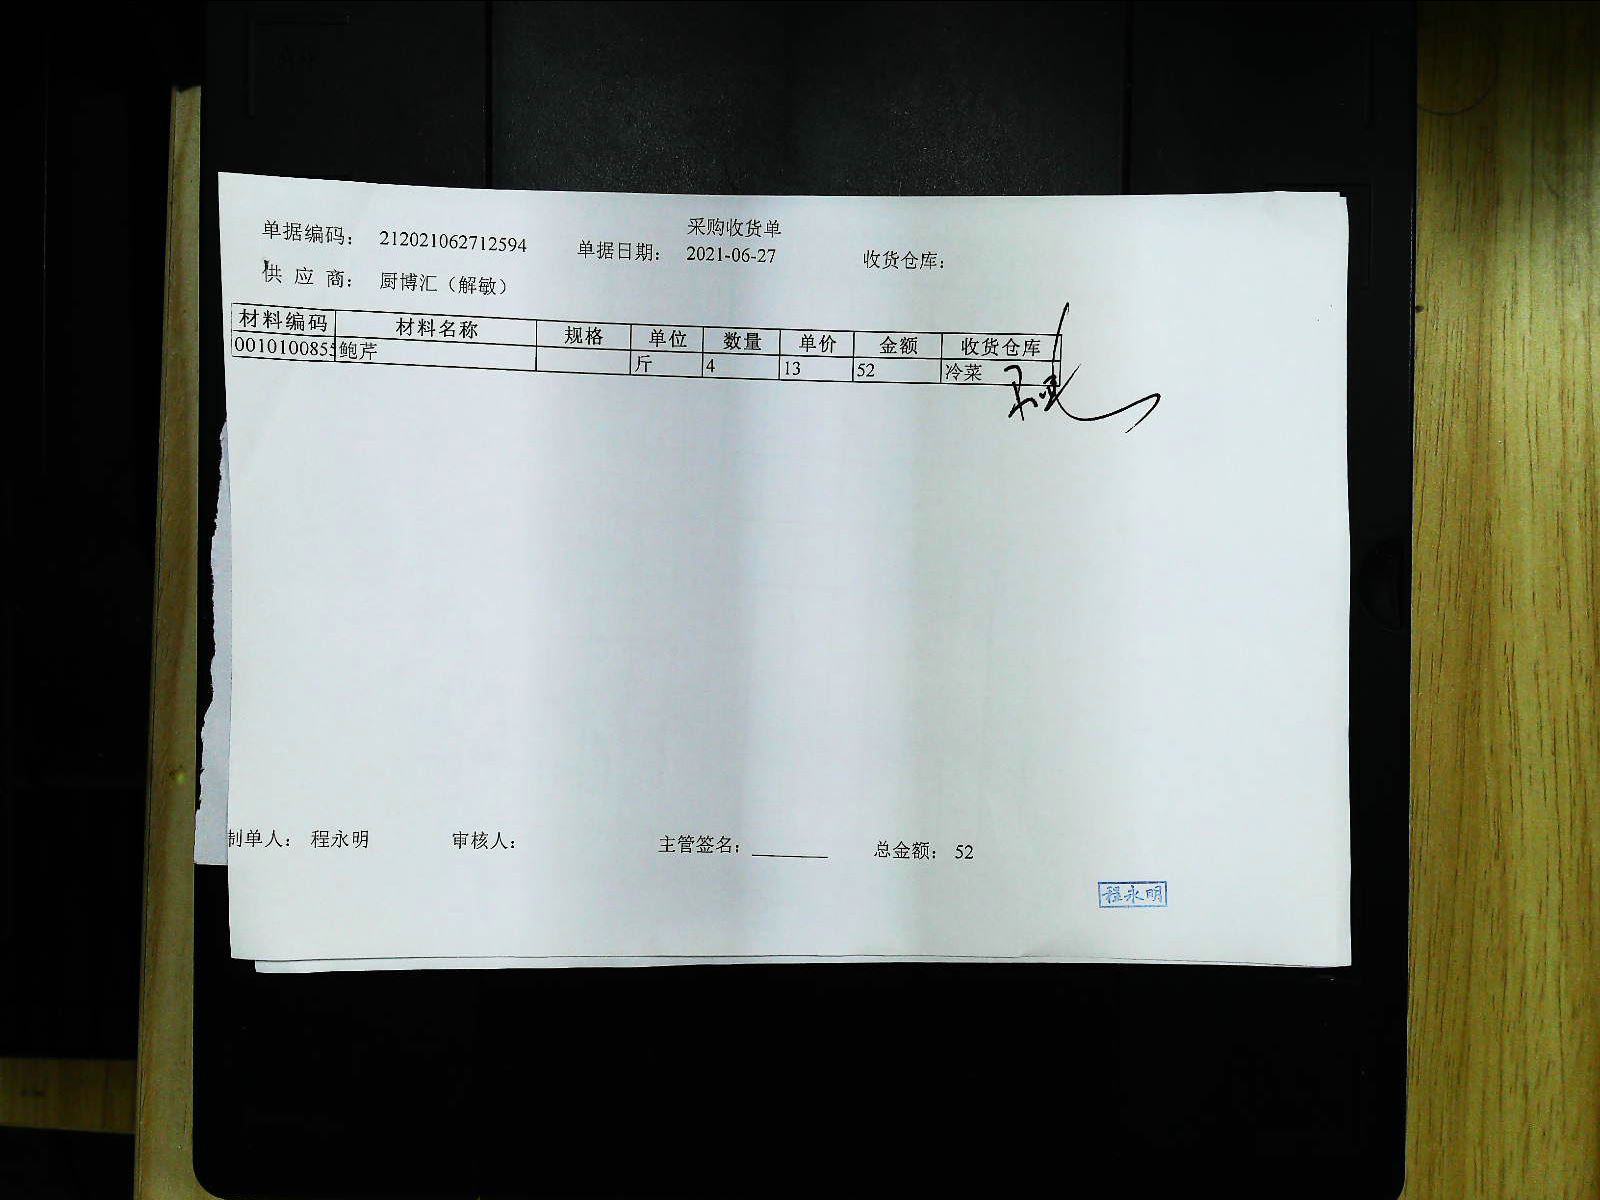 采购收货单
单据编码： 212021062712594 单据日期： 2021-06-27 收货仓库：
供 应 商： 厨博汇（解敏）
材料编码 材料名称 规格 单位 数量 单价 金额 收货仓库
0010100855 鲍芹 斤 4 13 52 冷菜
制单人： 程永明 审核人： 主管签名： 总金额： 52
程永明